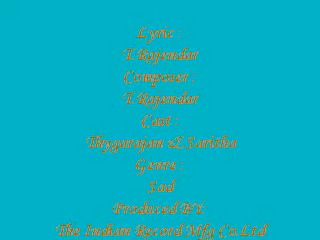 Lyric :
T.Rajendar
Composer :
T.Rajendar
Cast :
Thyagarajan & Saritha
Genre :
Sad
Produced BY
The Indian Record Mfg Co.Ltd